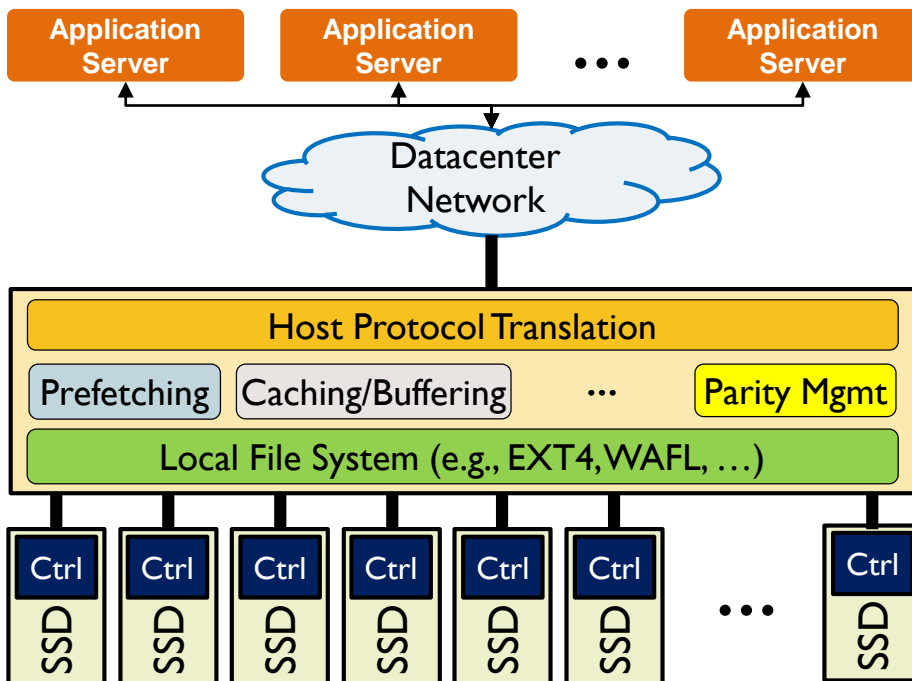 Application
Server
Application
Server
...
Application
Server
Datacenter
Network
Host Protocol Translation
Prefetching
Caching/Buffering
...
Parity Mgmt
Local File System (e.g., EXT4, WAFL, …)
Ctrl
SSD
Ctrl
SSD
Ctrl
SSD
Ctrl
SSD
Ctrl
SSD
Ctrl
SSD
...
Ctrl
SSD